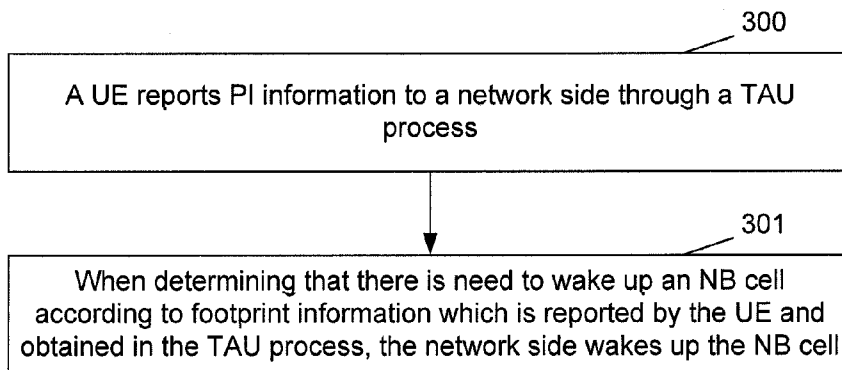 300
A UE reports PI information to a network side through a TAU
process
301
When determining that there is need to wake up an NB cell
according to footprint information which is reported by the UE and
obtained in the TAU process, the network side wakes up the NB cell